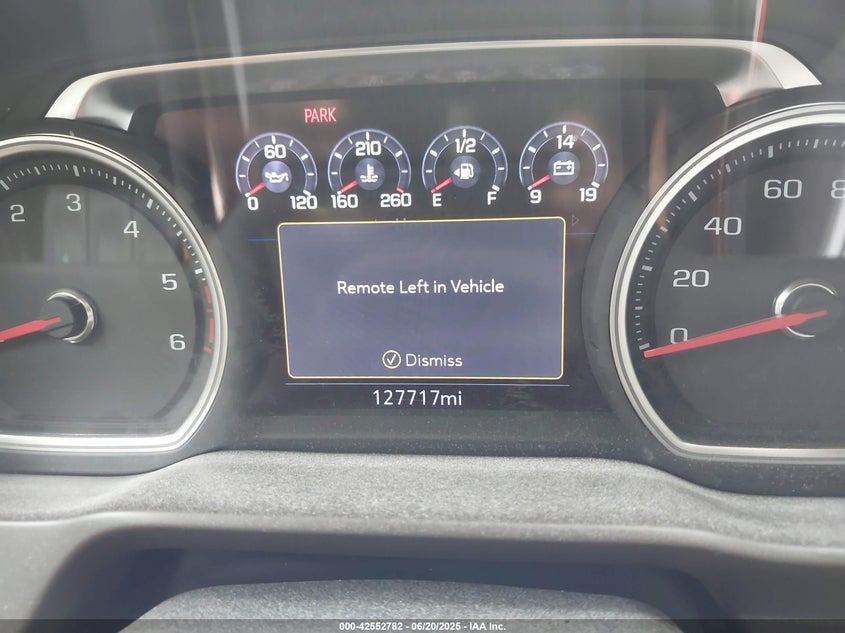 PARK
60 210 1/2 14
0 120 160 260 E F 9 19
2 3 4 5 6
0 20 40 60
Remote Left in Vehicle
Dismiss
127717mi
000-42552782 - 06/20/2025 - IAA Inc.